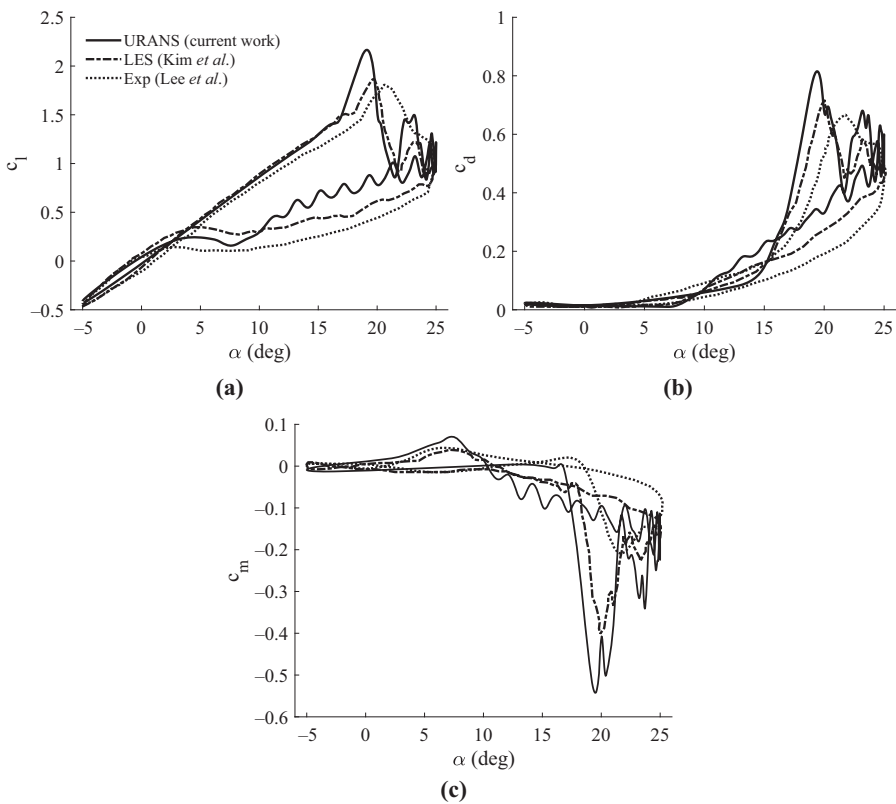 2.5
2
1.5
1
0.5
0
−0.5
c_l
URANS (current work)
LES (Kim et al.)
Exp (Lee et al.)
−5 0 5 10 15 20 25
α (deg)
(a)
1
0.8
0.6
0.4
0.2
0
c_d
−5 0 5 10 15 20 25
α (deg)
(b)
0.1
0
−0.1
−0.2
−0.3
−0.4
−0.5
−0.6
c_m
−5 0 5 10 15 20 25
α (deg)
(c)